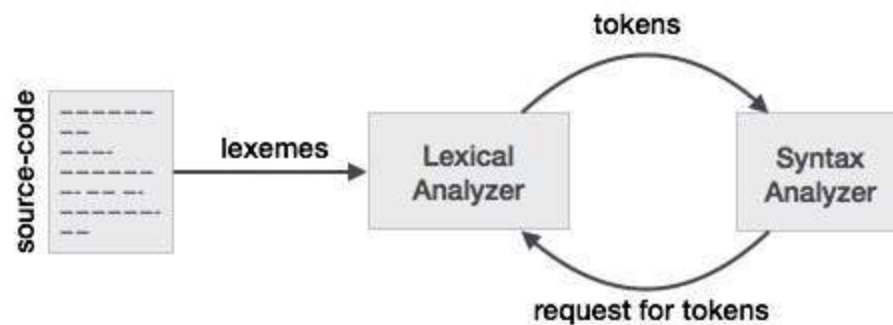 tokens
source-code
lexemes
Lexical
Analyzer
Syntax
Analyzer
request for tokens